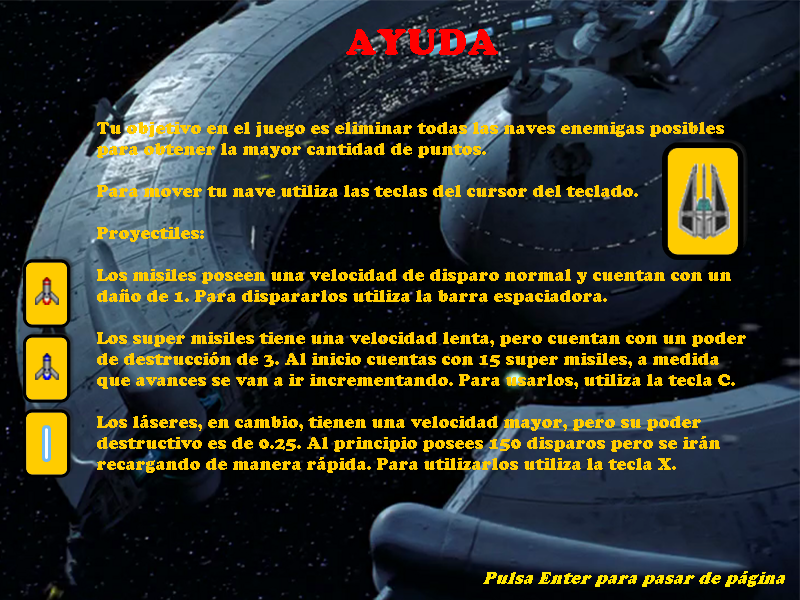 AYUDA
Tu objetivo en el juego es eliminar todas las naves enemigas posibles
para obtener la mayor cantidad de puntos.
Para mover tu nave utiliza las teclas del cursor del teclado.
Proyectiles:
Los misiles poseen una velocidad de disparo normal y cuentan con un
daño de 1. Para dispararlos utiliza la barra espaciadora.
Los super misiles tiene una velocidad lenta, pero cuentan con un poder
de destrucción de 3. Al inicio cuentas con 15 super misiles, a medida
que avances se van a ir incrementando. Para usarlos, utiliza la tecla C.
Los láseres, en cambio, tienen una velocidad mayor, pero su poder
destructivo es de 0.25. Al principio posees 150 disparos pero se irán
recargando de manera rápida. Para utilizarlos utiliza la tecla X.
Pulsa Enter para pasar de página